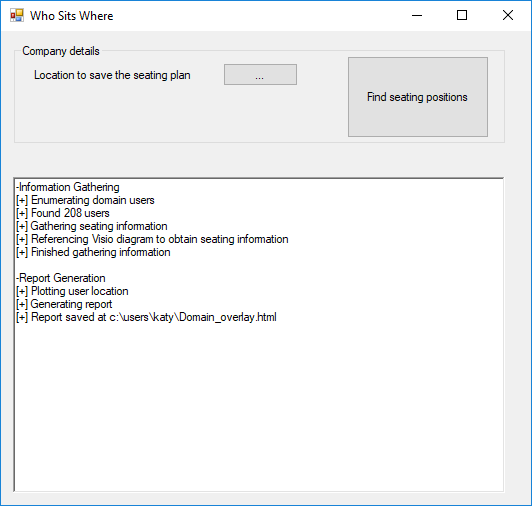 Who Sits Where
Company details
Location to save the seating plan
...
Find seating positions
-Information Gathering
[+] Enumerating domain users
[+] Found 208 users
[+] Gathering seating information
[+] Referencing Visio diagram to obtain seating information
[+] Finished gathering information
-Report Generation
[+] Plotting user location
[+] Generating report
[+] Report saved at c:\users\katy\Domain_overlay.html